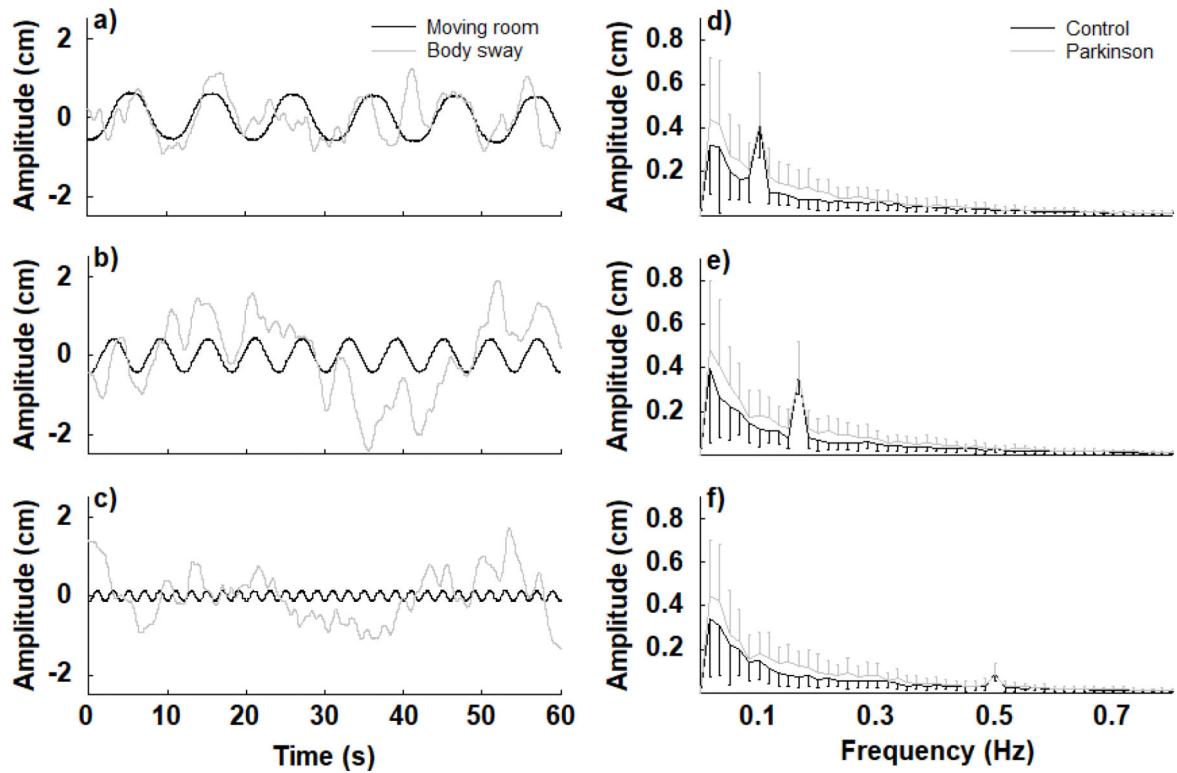 a)
Moving room
Body sway
2
0
-2
Amplitude (cm)
b)
2
0
-2
Amplitude (cm)
c)
2
0
-2
Amplitude (cm)
0 10 20 30 40 50 60
Time (s)
d)
Control
Parkinson
0.8
0.6
0.4
0.2
Amplitude (cm)
e)
0.8
0.6
0.4
0.2
Amplitude (cm)
f)
0.8
0.6
0.4
0.2
Amplitude (cm)
0.1 0.3 0.5 0.7
Frequency (Hz)